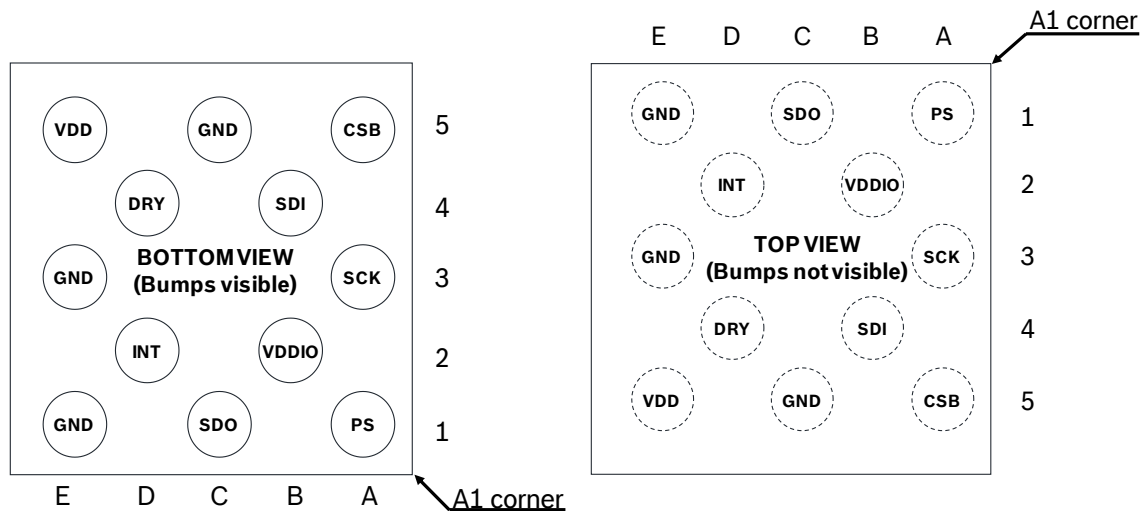 A1 corner
E D C B A
VDD GND CSB 5
DRY SDI 4
BOTTOM VIEW
(Bumps visible)
GND SCK 3
INT VDDIO 2
GND SDO PS 1
E D C B A
A1 corner
GND SDO PS 1
INT VDDIO 2
TOP VIEW
(Bumps not visible)
GND SCK 3
DRY SDI 4
VDD GND CSB 5